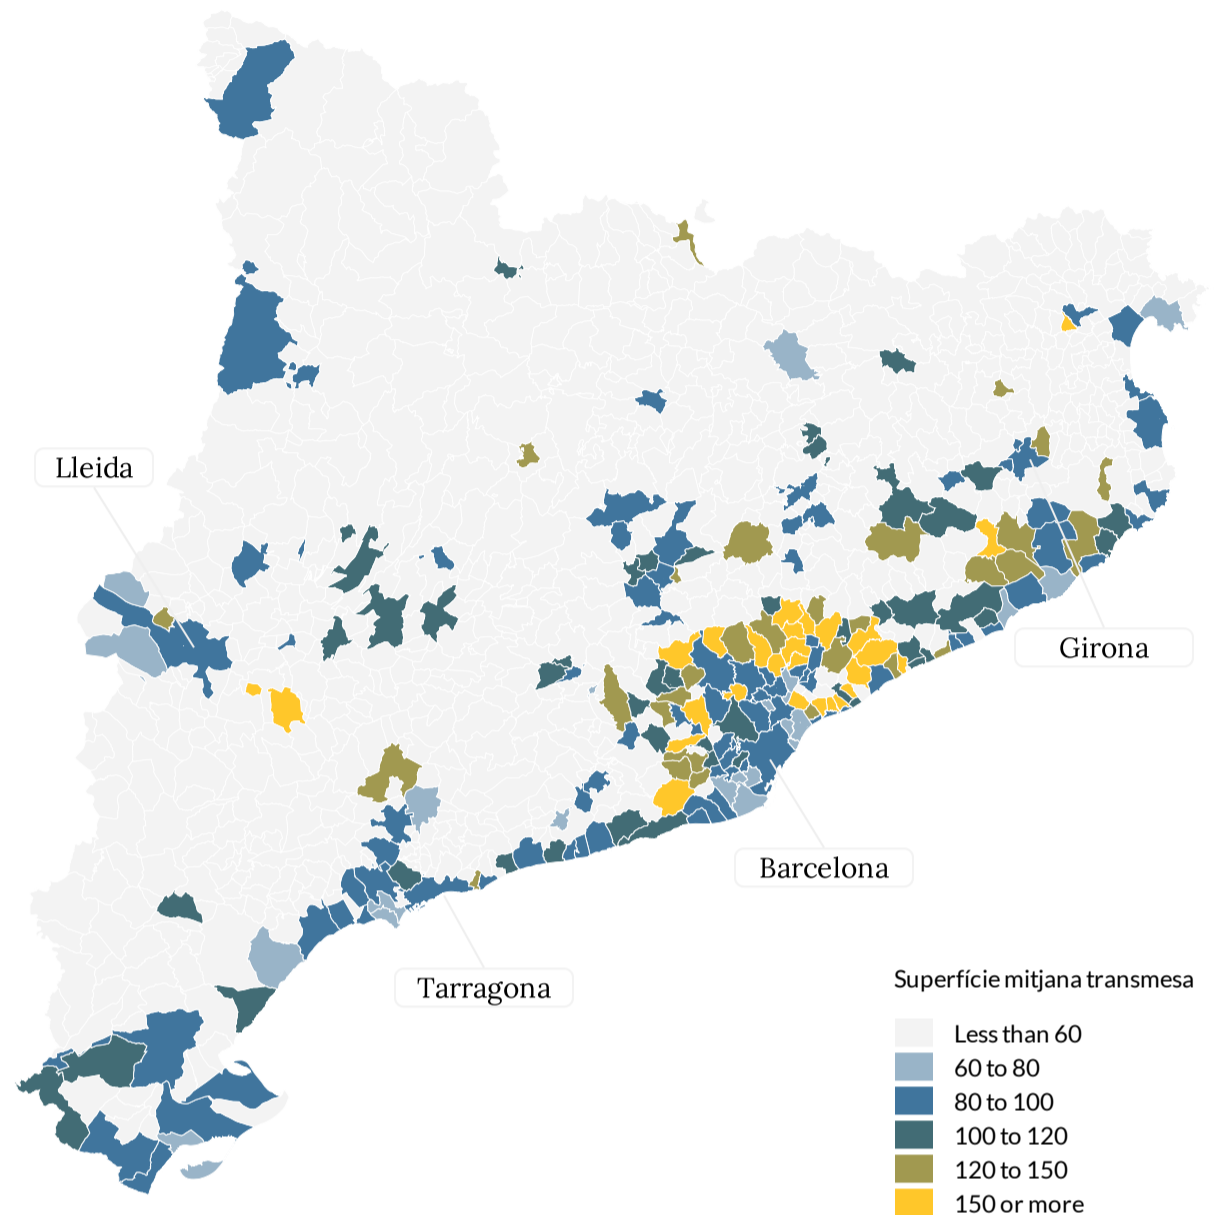 Lleida
Girona
Barcelona
Tarragona
Superfície mitjana transmesa
Less than 60
60 to 80
80 to 100
100 to 120
120 to 150
150 or more